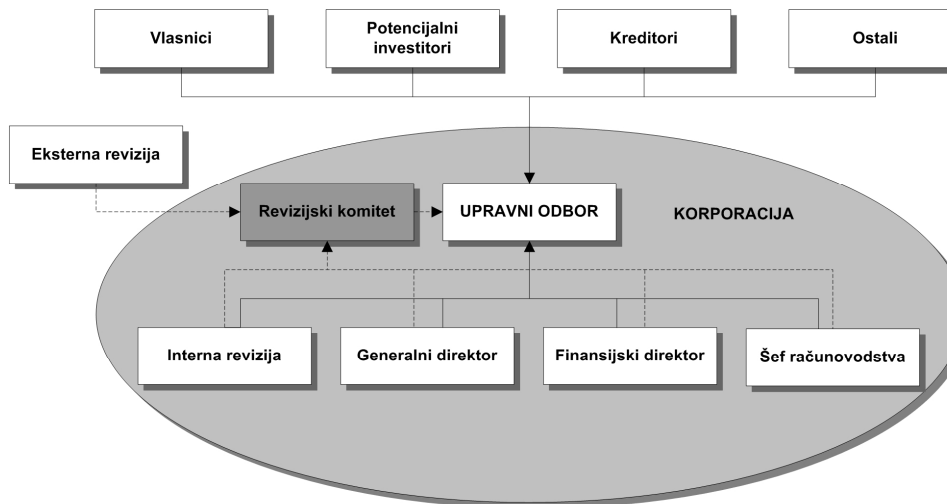 Vlasnici
Potencijalni
investitori
Kreditori
Ostali
Eksterna revizija
Revizijski komitet
UPRAVNI ODBOR
KORPORACIJA
Interna revizija
Generalni direktor
Finansijski direktor
Šef računovodstva